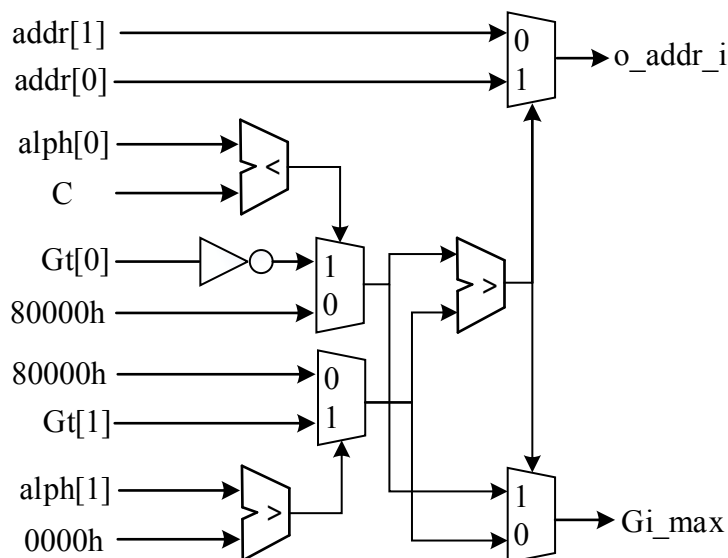 addr[1]
0
o_addr_i
addr[0]
1
alph[0]
<
C
Gt[0]
1
>
80000h
0
80000h
0
Gt[1]
1
alph[1]
1
>
Gi_max
0000h
0